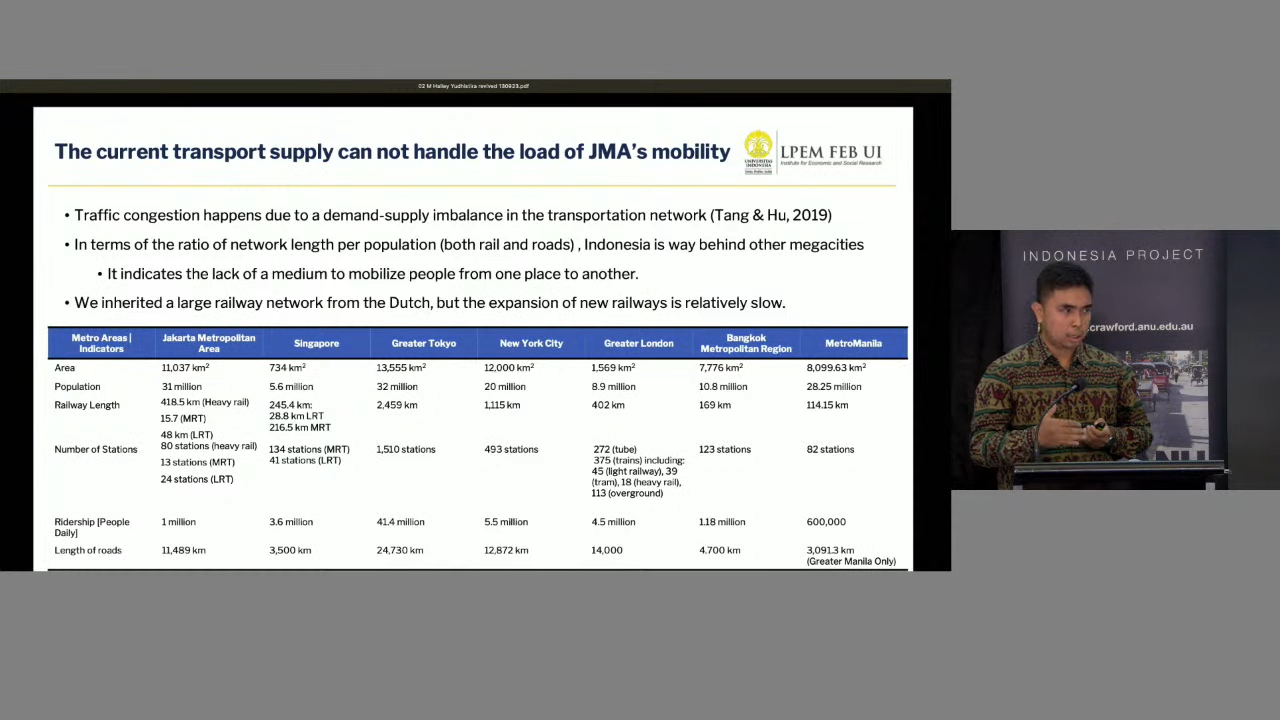 02 M Halley Yudhistira revived 130923.pdf
The current transport supply can not handle the load of JMA's mobility
UNIVERSITAS
INDONESIA
LPEM FEB UI
Institute for Economic and Social Research
• Traffic congestion happens due to a demand-supply imbalance in the transportation network (Tang & Hu, 2019)
• In terms of the ratio of network length per population (both rail and roads) , Indonesia is way behind other megacities
• It indicates the lack of a medium to mobilize people from one place to another.
• We inherited a large railway network from the Dutch, but the expansion of new railways is relatively slow.
Metro Areas | Indicators
Jakarta Metropolitan Area
Singapore
Greater Tokyo
New York City
Greater London
Bangkok Metropolitan Region
MetroManila
Area 11,037 km² 734 km² 13,555 km² 12,000 km² 1,569 km² 7,776 km² 8,099.63 km²
Population 31 million 5.6 million 32 million 20 million 8.9 million 10.8 million 28.25 million
Railway Length 418.5 km (Heavy rail) 245.4 km: 2,459 km 1,115 km 402 km 169 km 114.15 km
15.7 (MRT) 28.8 km LRT
48 km (LRT) 216.5 km MRT
Number of Stations 80 stations (heavy rail) 134 stations (MRT) 1,510 stations 493 stations 272 (tube) 123 stations 82 stations
13 stations (MRT) 41 stations (LRT) 375 (trains) including:
24 stations (LRT) 45 (light railway), 39
(tram), 18 (heavy rail),
113 (overground)
Ridership [People 1 million 3.6 million 41.4 million 5.5 million 4.5 million 1.18 million 600,000
Daily]
Length of roads 11,489 km 3,500 km 24,730 km 12,872 km 14,000 4.700 km 3,091.3 km
(Greater Manila Only)
INDONESIA PROJECT
crawford.anu.edu.au